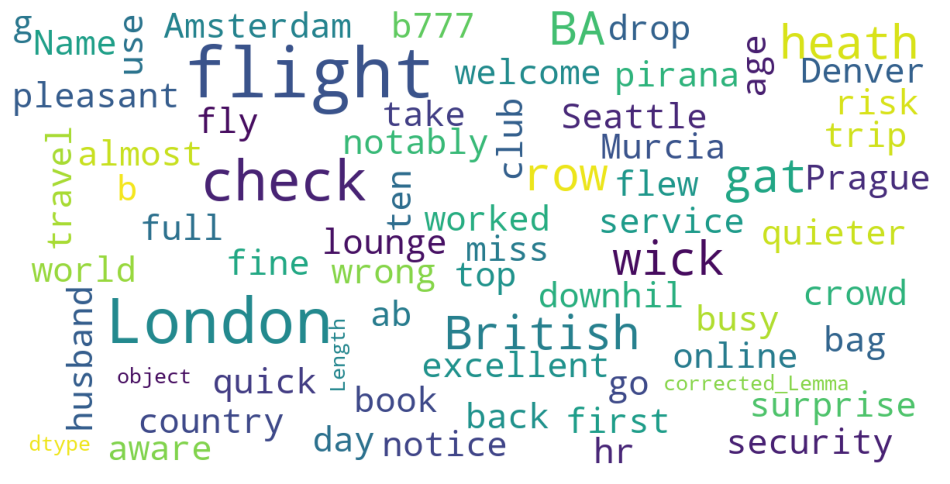 g
Name
use
Amsterdam
b777
BA
drop
age
heath
flight
welcome
pirana
Denver
pleasant
fly
take
club
Seattle
risk
notably
Murcia
trip
travel
almost
b
check
ten
row
flew
gat
Prague
full
worked
service
quieter
lounge
miss
wick
world
fine
wrong
top
downhil
crowd
husband
London
Length
ab
British
busy
bag
excellent
online
object
quick
go
corrected_Lemma
book
surprise
country
back
first
dtype
aware
day
notice
hr
security